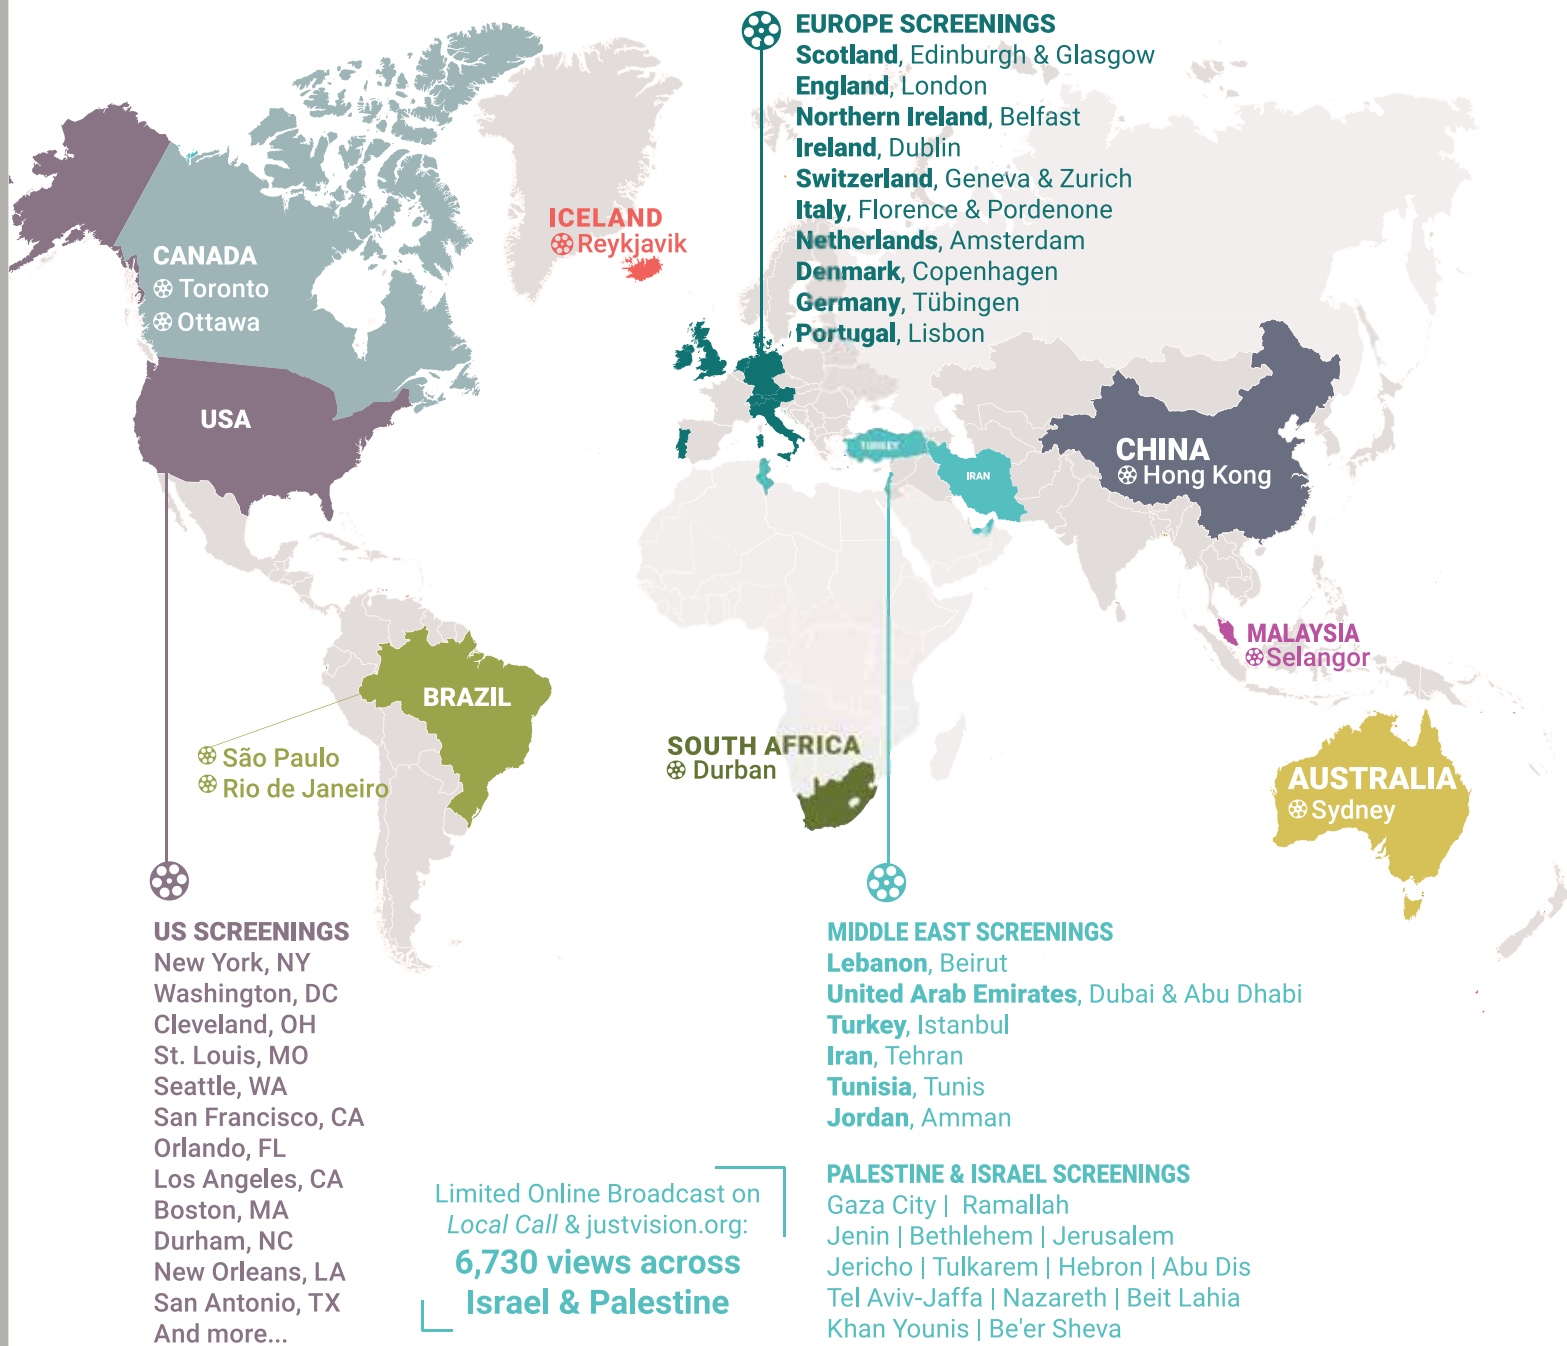 EUROPE SCREENINGS
Scotland, Edinburgh & Glasgow
England, London
Northern Ireland, Belfast
Ireland, Dublin
Switzerland, Geneva & Zurich
Italy, Florence & Pordenone
Netherlands, Amsterdam
Denmark, Copenhagen
Germany, Tübingen
Portugal, Lisbon
ICELAND
Reykjavik
CANADA
Toronto
Ottawa
USA
TURKEY
IRAN
CHINA
Hong Kong
MALAYSIA
Selangor
BRAZIL
São Paulo
Rio de Janeiro
SOUTH AFRICA
Durban
AUSTRALIA
Sydney
US SCREENINGS
New York, NY
Washington, DC
Cleveland, OH
St. Louis, MO
Seattle, WA
San Francisco, CA
Orlando, FL
Los Angeles, CA
Boston, MA
Durham, NC
New Orleans, LA
San Antonio, TX
And more...
Limited Online Broadcast on
Local Call & justvision.org:
6,730 views across
Israel & Palestine
MIDDLE EAST SCREENINGS
Lebanon, Beirut
United Arab Emirates, Dubai & Abu Dhabi
Turkey, Istanbul
Iran, Tehran
Tunisia, Tunis
Jordan, Amman
PALESTINE & ISRAEL SCREENINGS
Gaza City | Ramallah
Jenin | Bethlehem | Jerusalem
Jericho | Tulkarem | Hebron | Abu Dis
Tel Aviv-Jaffa | Nazareth | Beit Lahia
Khan Younis | Be'er Sheva